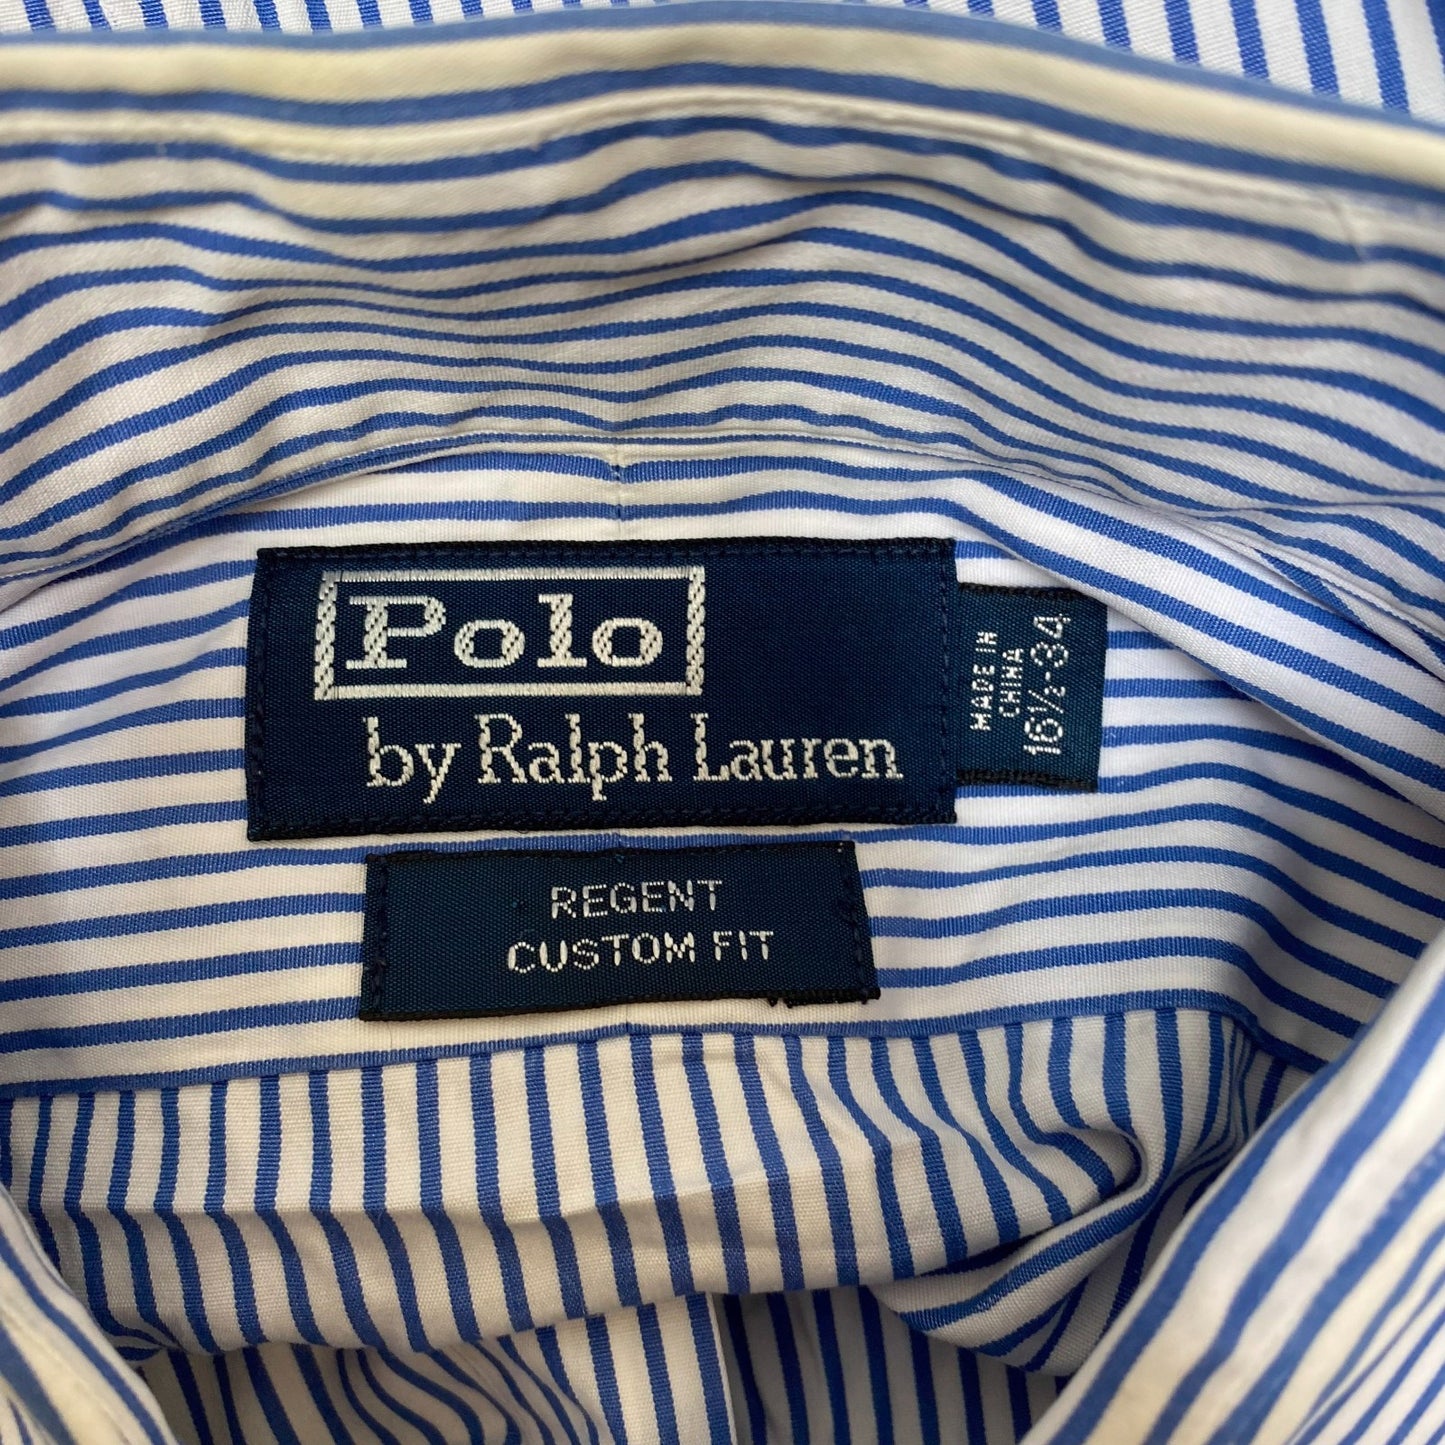 Polo
by Ralph Lauren
MADE IN
CHINA
16½-34
REGENT
CUSTOM FIT